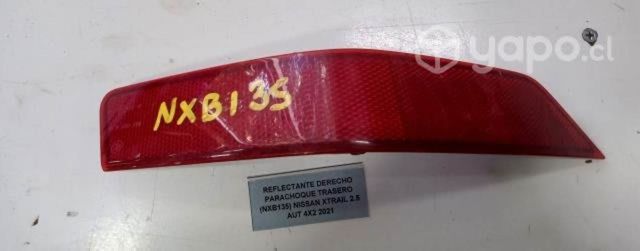 yapo.cl
NXB135
REFLECTANTE DERECHO
PARACHOQUE TRASERO
(NXB135) NISSAN XTRAIL 2.5
AUT 4X2 2021